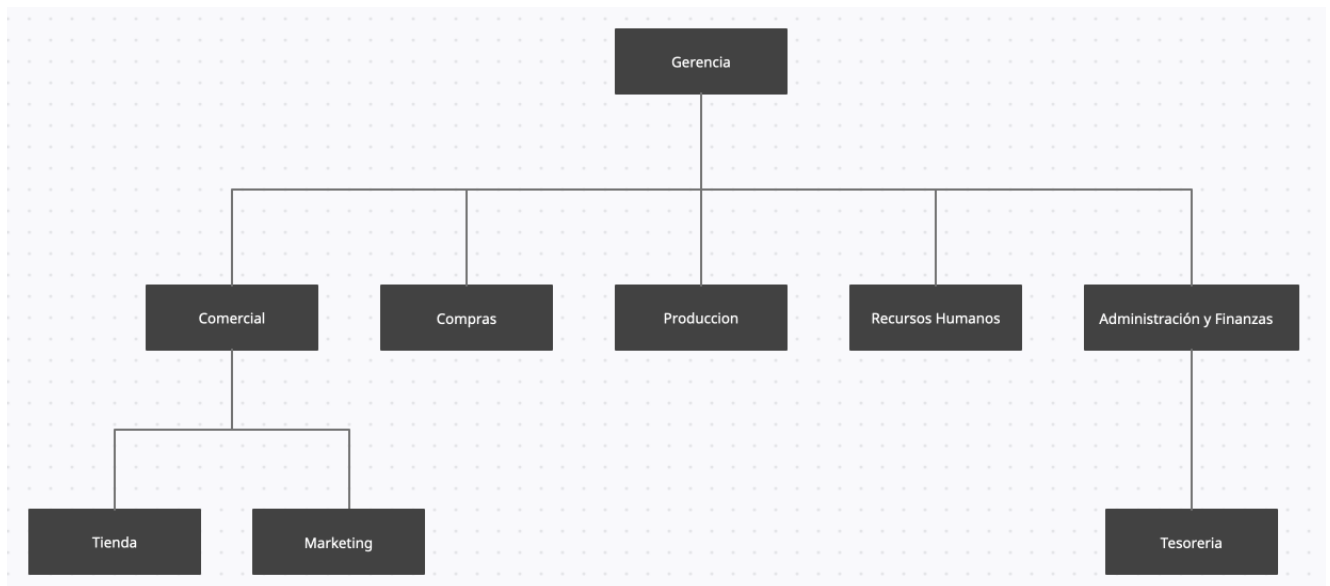 Gerencia
Comercial
Compras
Produccion
Recursos Humanos
Administración y Finanzas
Tienda
Marketing
Tesoreria